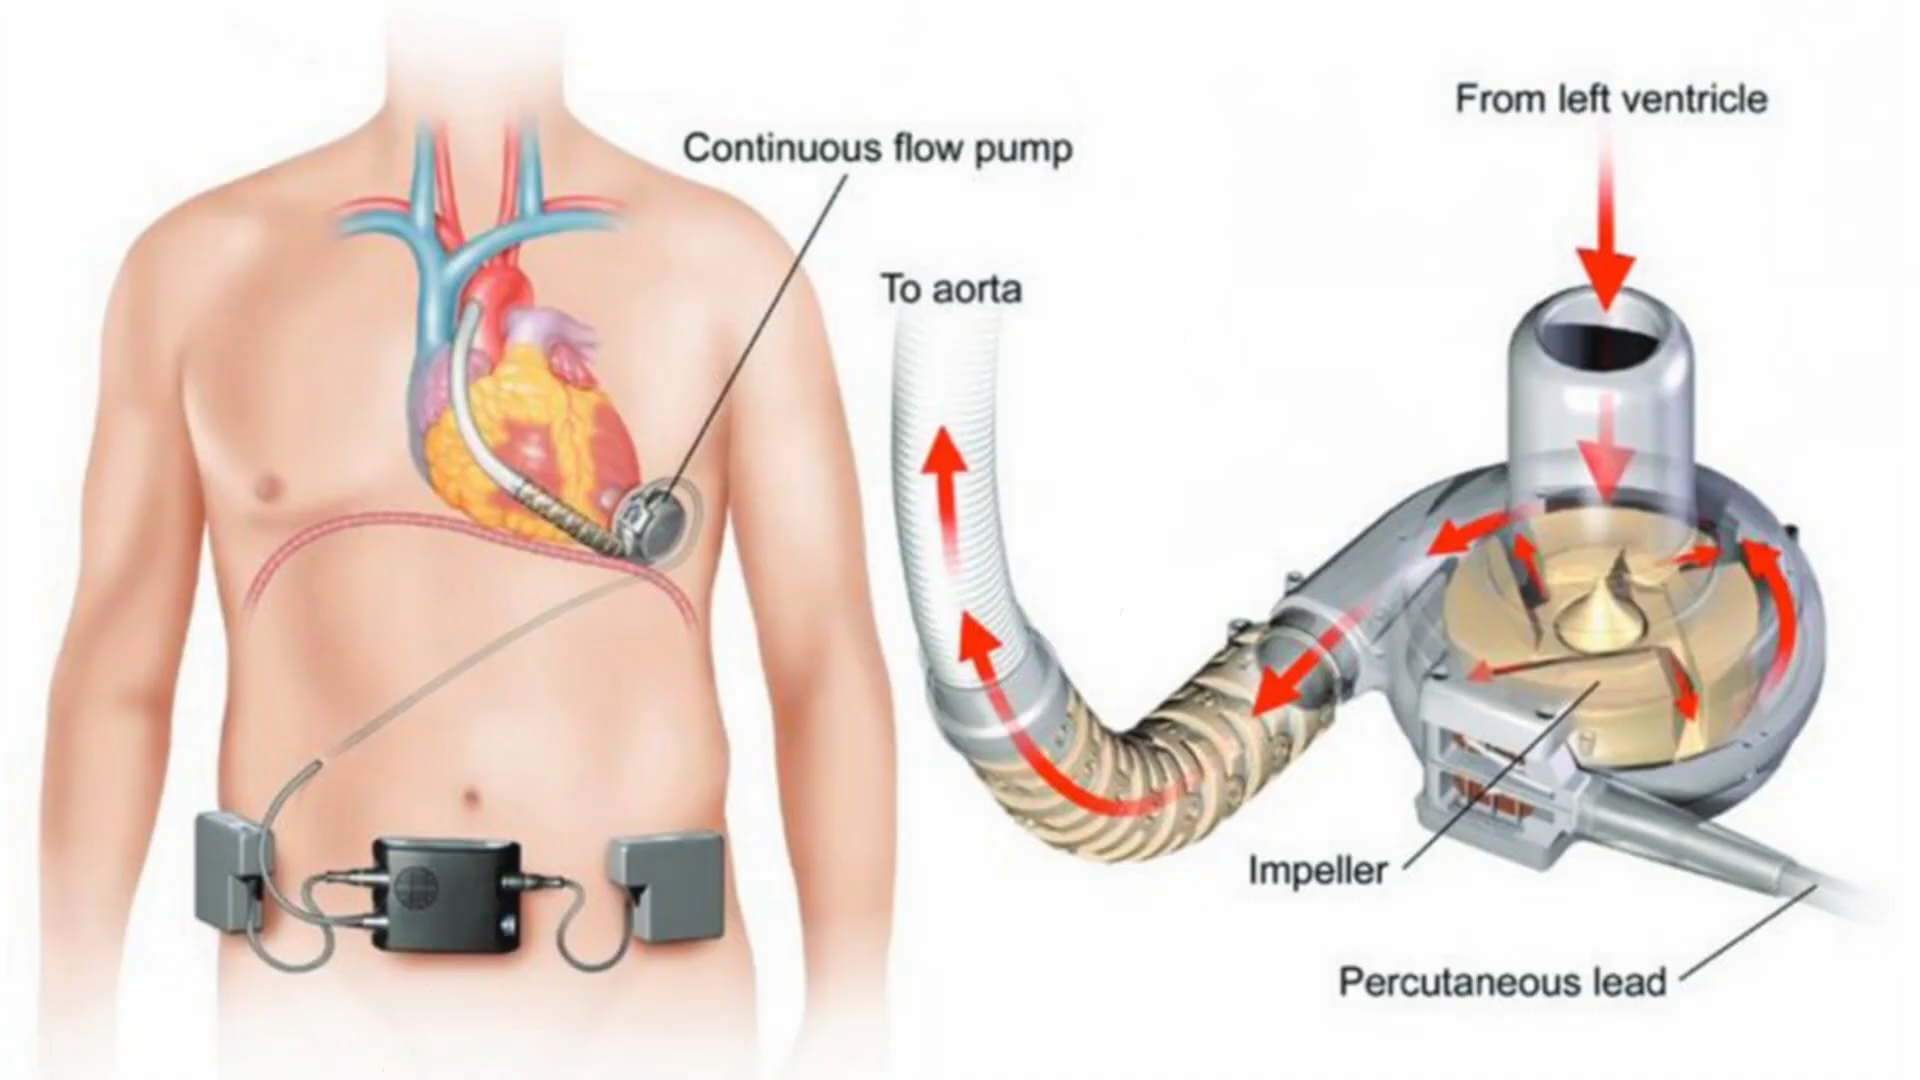 From left ventricle
Continuous flow pump
To aorta
Impeller
Percutaneous lead